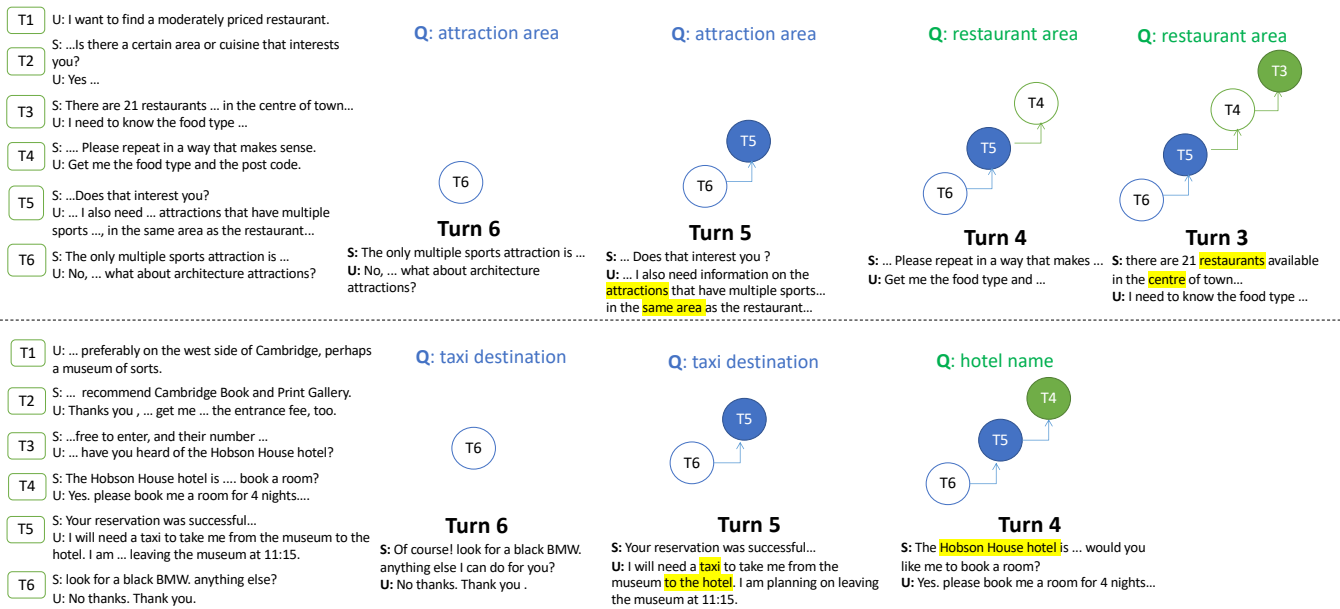 T1
U: I want to find a moderately priced restaurant.
T2
S: ...Is there a certain area or cuisine that interests
you?
U: Yes ...
T3
S: There are 21 restaurants ... in the centre of town...
U: I need to know the food type ...
T4
S: .... Please repeat in a way that makes sense.
U: Get me the food type and the post code.
T5
S: ...Does that interest you?
U: ... I also need ... attractions that have multiple
sports ..., in the same area as the restaurant...
T6
S: The only multiple sports attraction is ...
U: No, ... what about architecture attractions?
Q: attraction area
T6
Turn 6
S: The only multiple sports attraction is ...
U: No, ... what about architecture
attractions?
Q: attraction area
T5
T6
Turn 5
S: ... Does that interest you ?
U: ... I also need information on the
attractions that have multiple sports...
in the same area as the restaurant...
Q: restaurant area
T4
T5
T6
Turn 4
S: ... Please repeat in a way that makes ...
U: Get me the food type and ...
Q: restaurant area
T3
T4
T5
T6
Turn 3
S: there are 21 restaurants available
in the centre of town...
U: I need to know the food type ...
T1
U: ... preferably on the west side of Cambridge, perhaps
a museum of sorts.
T2
S: ... recommend Cambridge Book and Print Gallery.
U: Thanks you , ... get me ... the entrance fee, too.
T3
S: ...free to enter, and their number ...
U: ... have you heard of the Hobson House hotel?
T4
S: The Hobson House hotel is .... book a room?
U: Yes. please book me a room for 4 nights....
T5
S: Your reservation was successful...
U: I will need a taxi to take me from the museum to the
hotel. I am ... leaving the museum at 11:15.
T6
S: look for a black BMW. anything else?
U: No thanks. Thank you.
Q: taxi destination
T6
Turn 6
S: Of course! look for a black BMW.
anything else I can do for you?
U: No thanks. Thank you .
Q: taxi destination
T5
T6
Turn 5
S: Your reservation was successful...
U: I will need a taxi to take me from the
museum to the hotel. I am planning on leaving
the museum at 11:15.
Q: hotel name
T4
T5
T6
Turn 4
S: The Hobson House hotel is ... would you
like me to book a room?
U: Yes. please book me a room for 4 nights...